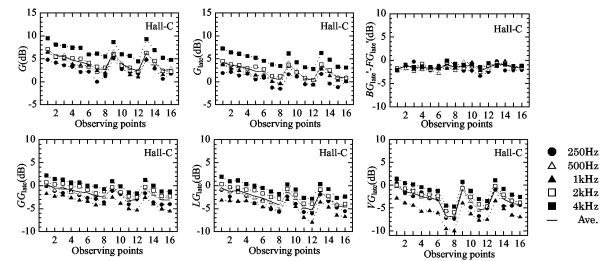 Hall-C
15
10
5
0
-5
G(dB)
2 4 6 8 10 12 14 16
Observing points
Hall-C
15
10
5
0
-5
Glate(dB)
2 4 6 8 10 12 14 16
Observing points
Hall-C
10
5
0
-5
-10
BGlate-FGlate(dB)
2 4 6 8 10 12 14 16
Observing points
Hall-C
10
5
0
-5
-10
GGlate(dB)
2 4 6 8 10 12 14 16
Observing points
Hall-C
10
5
0
-5
-10
LGlate(dB)
2 4 6 8 10 12 14 16
Observing points
Hall-C
10
5
0
-5
-10
VGlate(dB)
2 4 6 8 10 12 14 16
Observing points
250Hz
500Hz
1kHz
2kHz
4kHz
Ave.